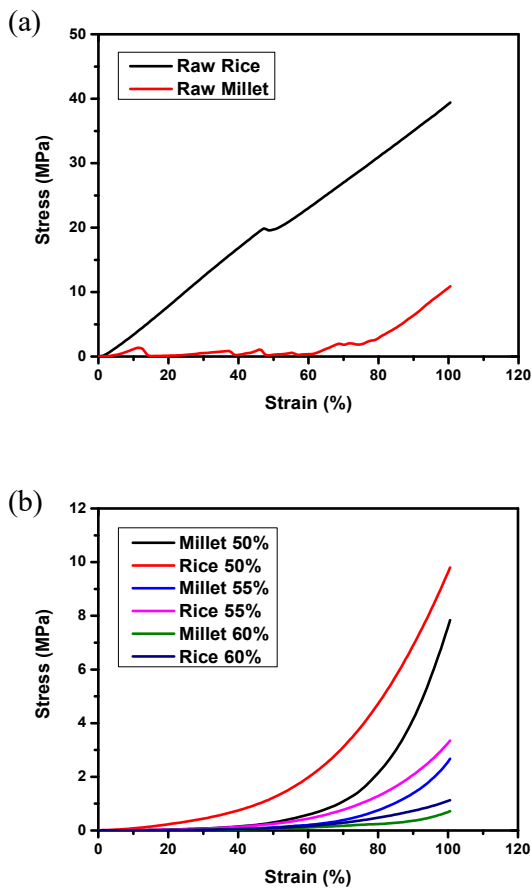 (a)
50
40
30
20
10
0
Stress (MPa)
Raw Rice
Raw Millet
0 20 40 60 80 100 120
Strain (%)
(b)
12
10
8
6
4
2
0
Stress (MPa)
Millet 50%
Rice 50%
Millet 55%
Rice 55%
Millet 60%
Rice 60%
0 20 40 60 80 100 120
Strain (%)